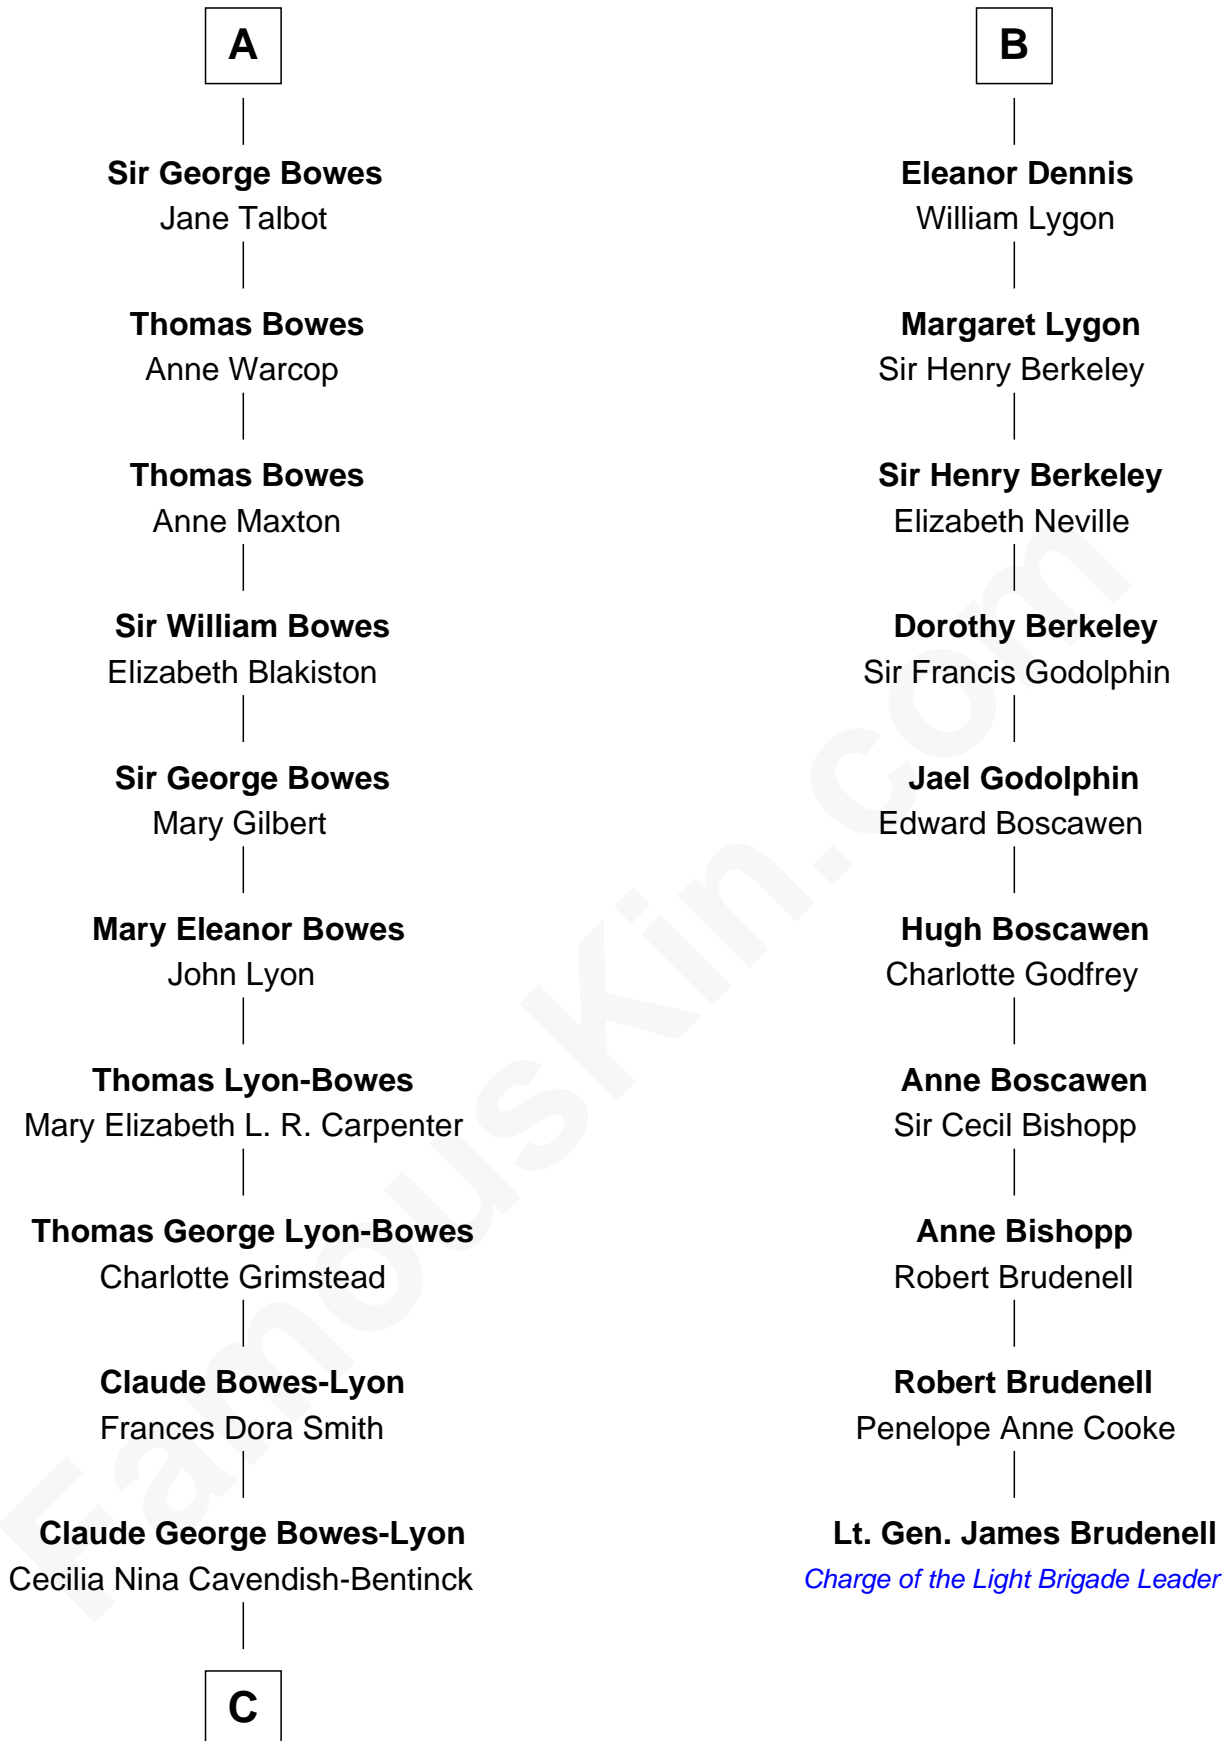 A
Sir George Bowes
Jane Talbot
Thomas Bowes
Anne Warcop
Thomas Bowes
Anne Maxton
Sir William Bowes
Elizabeth Blakiston
Sir George Bowes
Mary Gilbert
Mary Eleanor Bowes
John Lyon
Thomas Lyon-Bowes
Mary Elizabeth L. R. Carpenter
Thomas George Lyon-Bowes
Charlotte Grimstead
Claude Bowes-Lyon
Frances Dora Smith
Claude George Bowes-Lyon
Cecilia Nina Cavendish-Bentinck
C
B
Eleanor Dennis
William Lygon
Margaret Lygon
Sir Henry Berkeley
Sir Henry Berkeley
Elizabeth Neville
Dorothy Berkeley
Sir Francis Godolphin
Jael Godolphin
Edward Boscawen
Hugh Boscawen
Charlotte Godfrey
Anne Boscawen
Sir Cecil Bishopp
Anne Bishopp
Robert Brudenell
Robert Brudenell
Penelope Anne Cooke
Lt. Gen. James Brudenell
Charge of the Light Brigade Leader
FamousKin.com